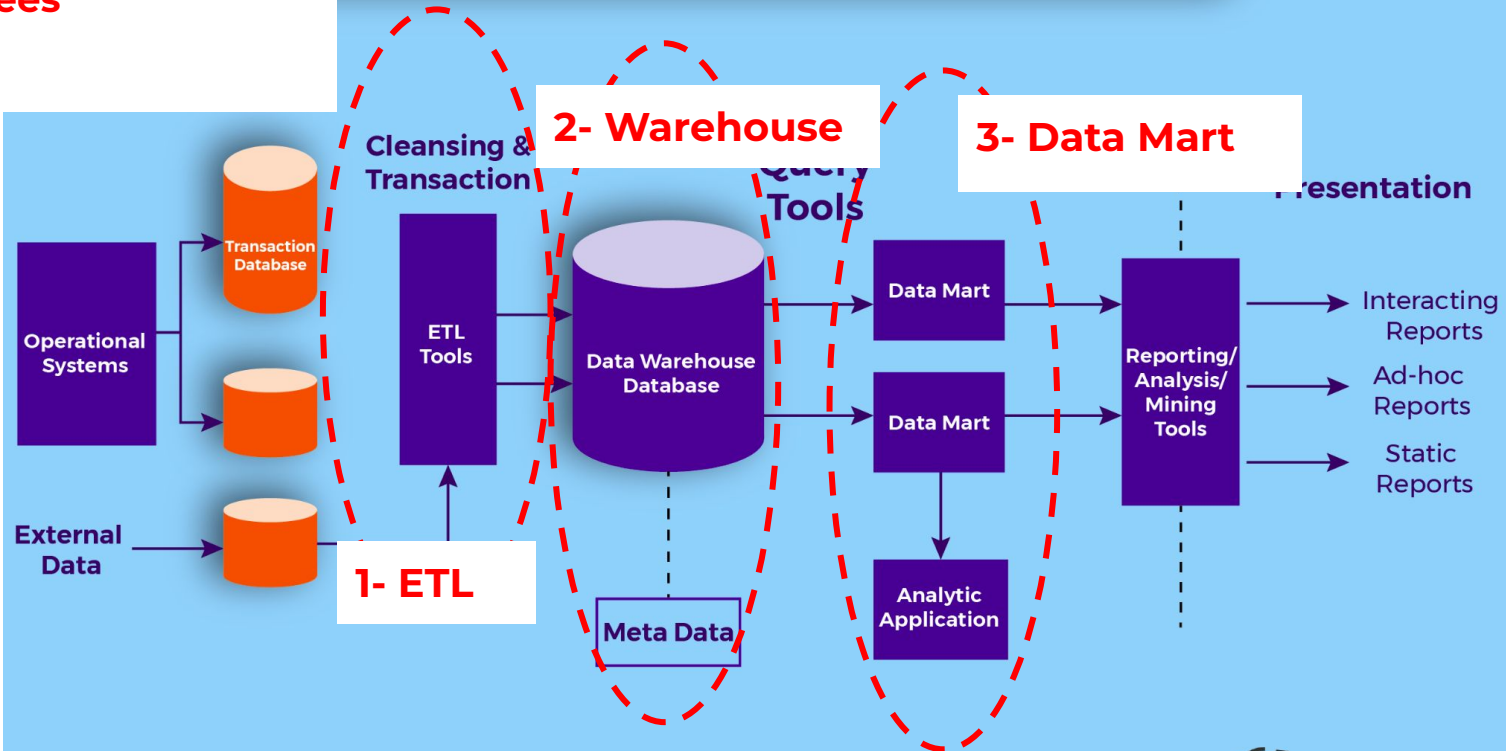 2- Warehouse
3- Data Mart
Cleansing &
Transaction
Query
Tools
Transaction
Database
Operational
Systems
ETL
Tools
Data Warehouse
Database
Data Mart
Data Mart
Reporting/
Analysis/
Mining
Tools
Interacting
Reports
Ad-hoc
Reports
Static
Reports
External
Data
1- ETL
Meta Data
Analytic
Application